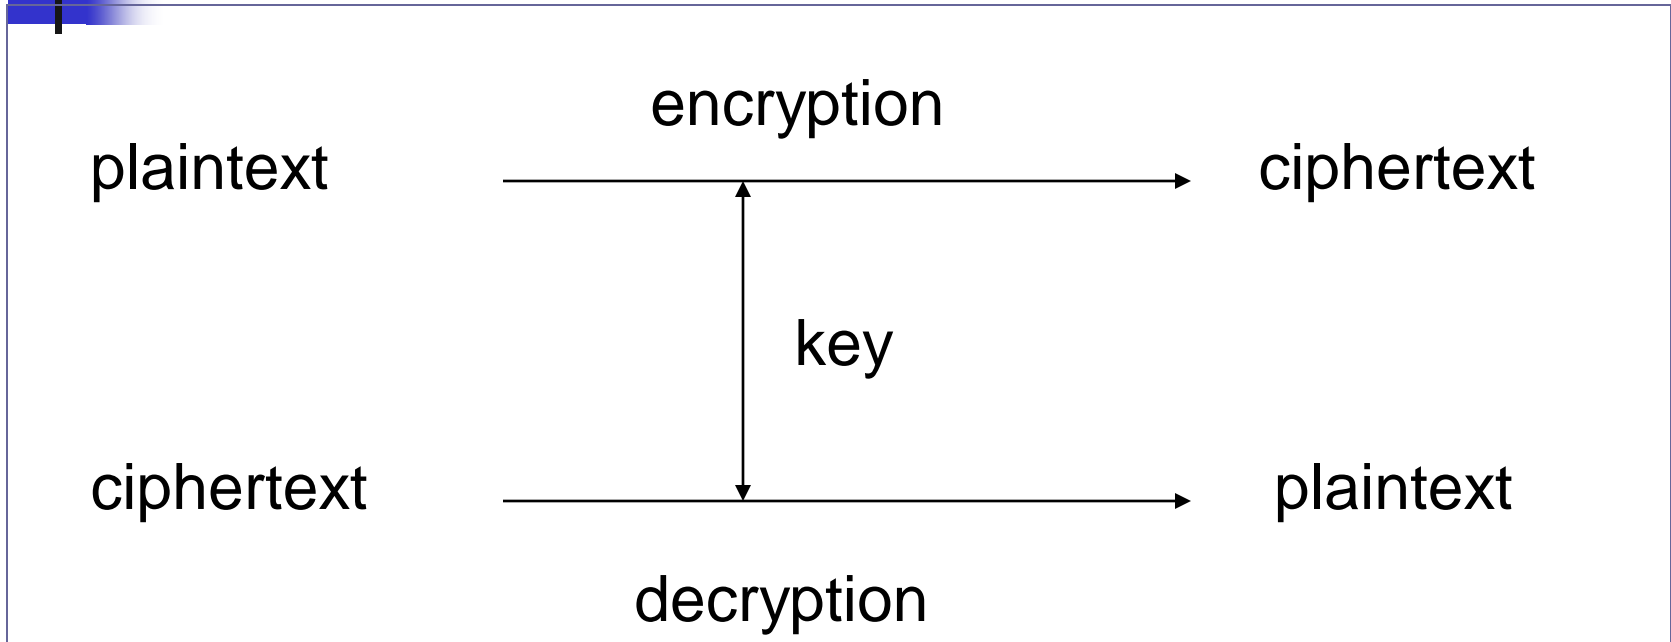 encryption
plaintext
ciphertext
key
ciphertext
plaintext
decryption